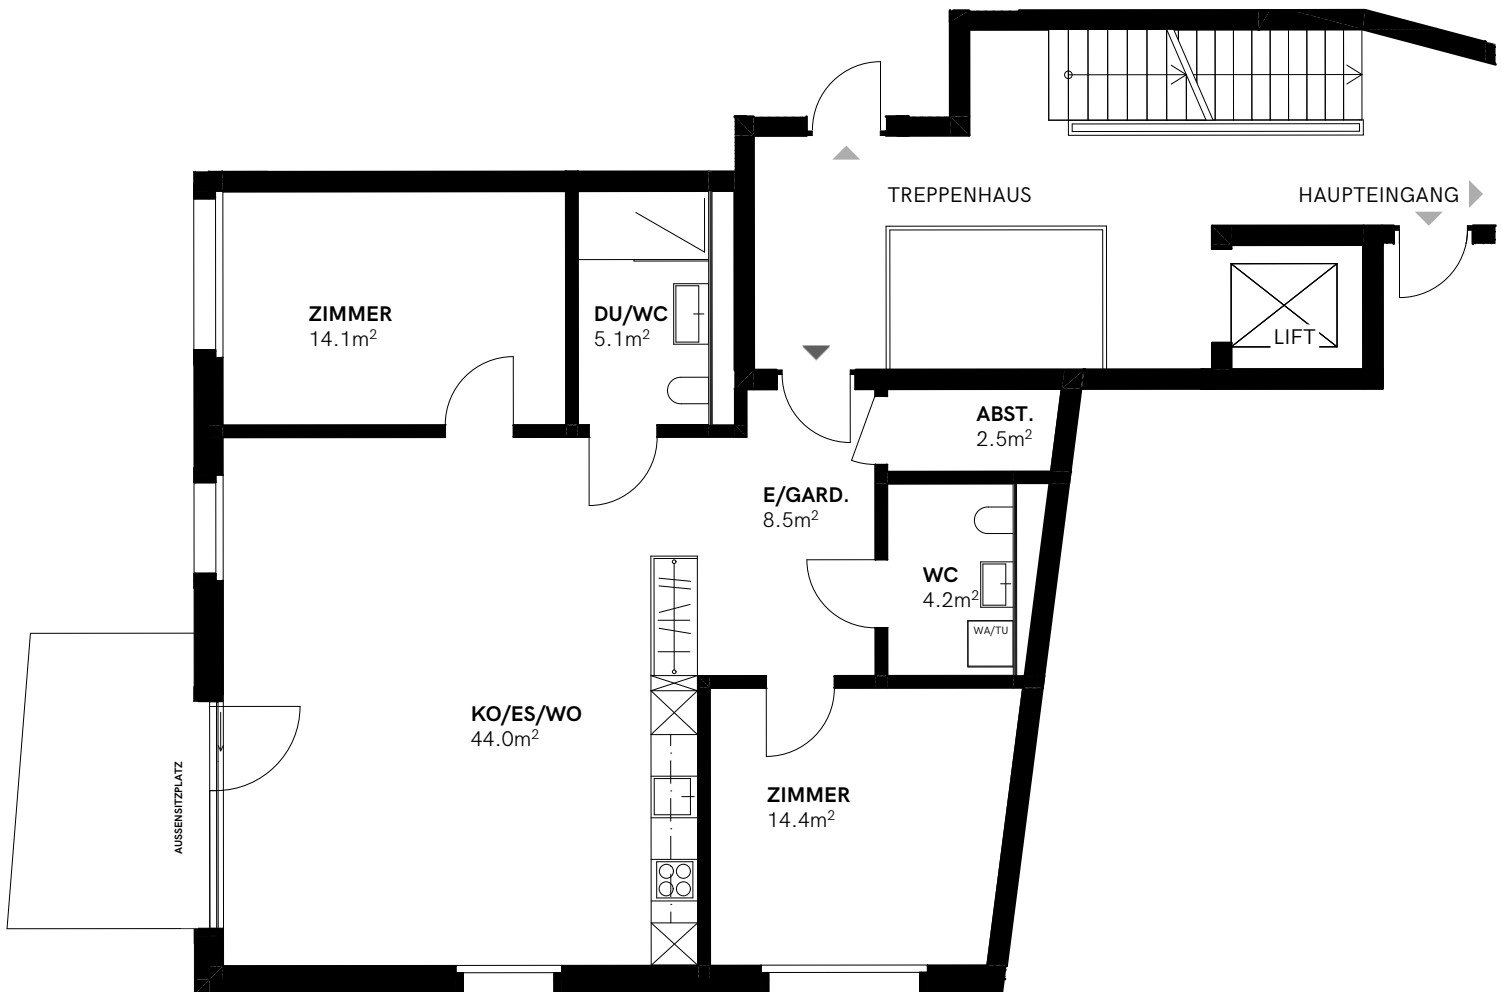 TREPPENHAUS
HAUPTEINGANG
ZIMMER
14.1m²
DU/WC
5.1m²
LIFT
ABST.
2.5m²
E/GARD.
8.5m²
WC
4.2m²
WA/TU
KO/ES/WO
44.0m²
AUSSENSITZPLATZ
ZIMMER
14.4m²